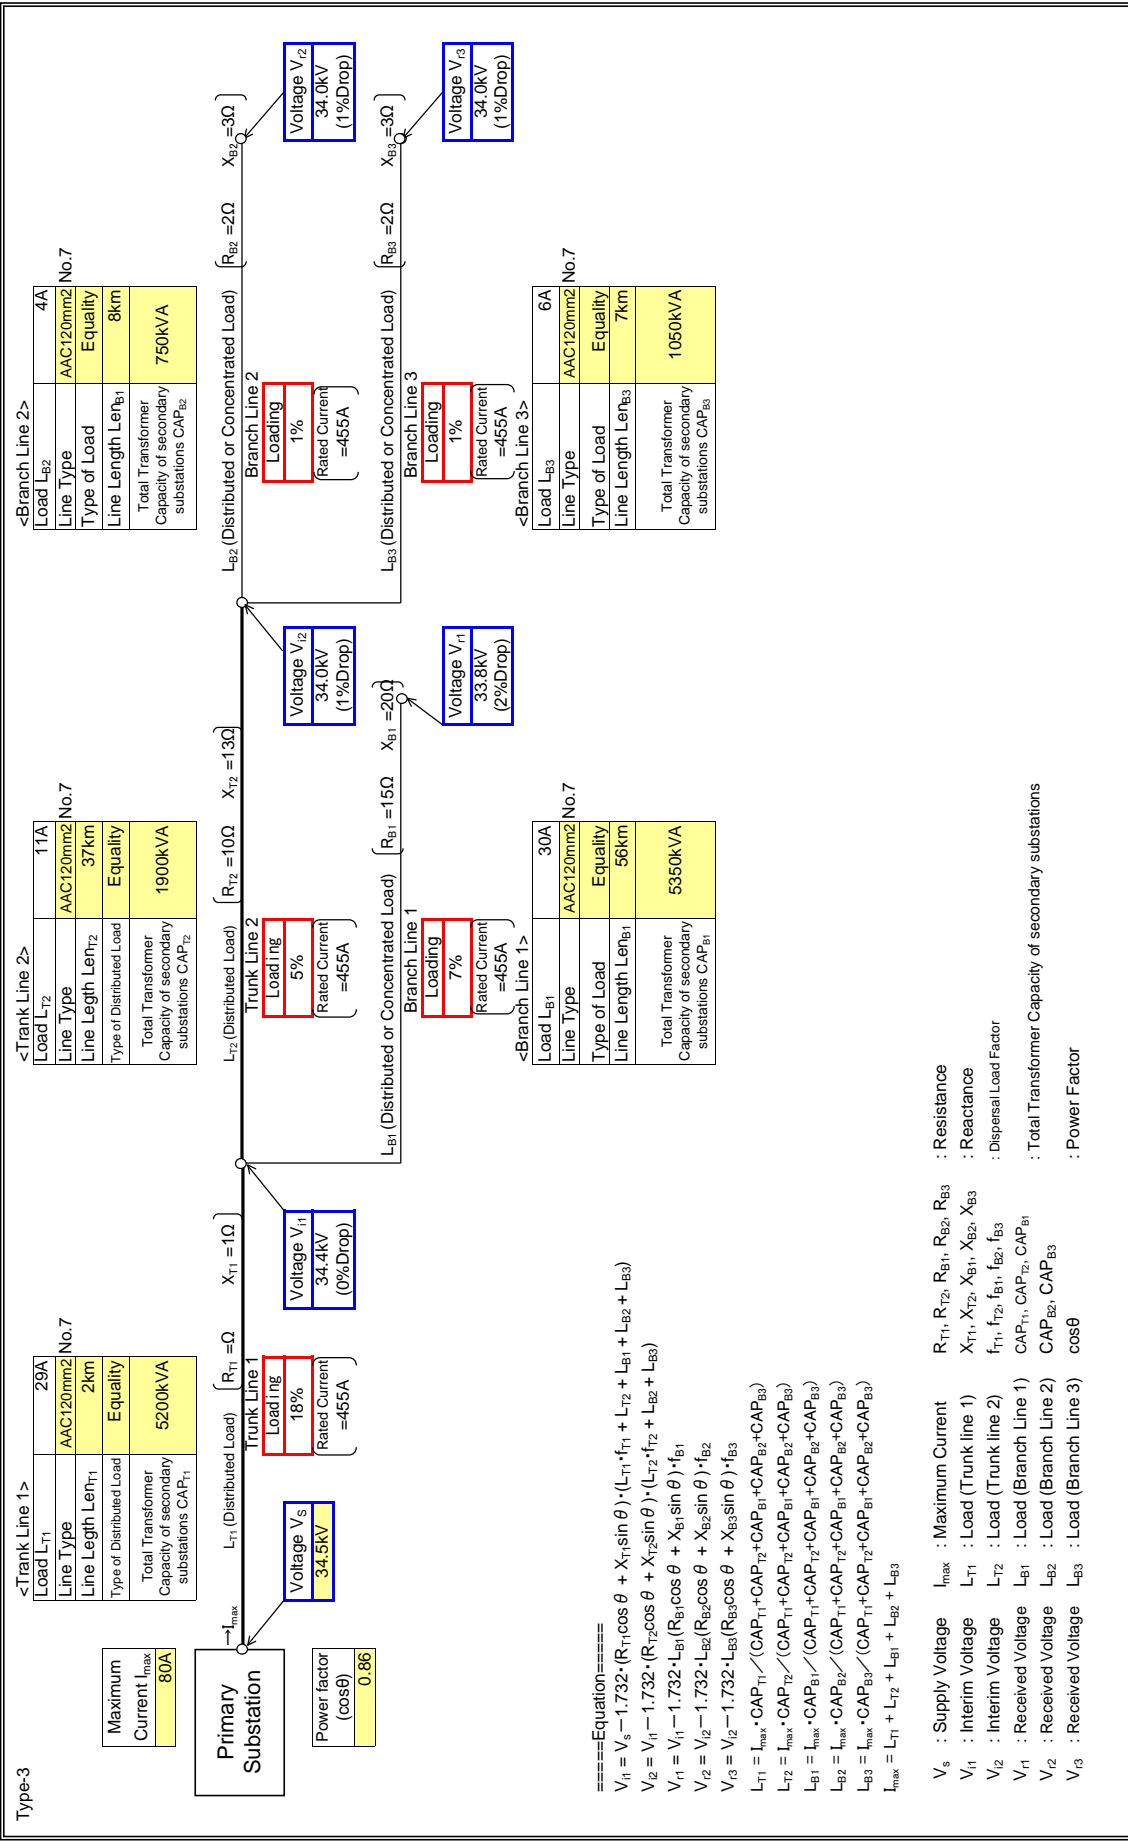 Type-3
Maximum
Current Imax
80A
Primary
Substation
Power factor
(cosθ)
0.86
→Imax
Voltage VS
34.5kV
<Trank Line 1>
Load LT1 29A
Line Type AAC120mm2 No.7
Line Legth LenT1 2km
Type of Distributed Load Equality
Total Transformer
Capacity of secondary
substations CAPT1
5200kVA
LT1 (Distributed Load) RT1 =Ω XT1 =1Ω
Trunk Line 1
Loading
18%
Rated Current
=455A
Voltage Vi1
34.4kV
(0%Drop)
<Trank Line 2>
Load LT2 11A
Line Type AAC120mm2 No.7
Line Legth LenT2 37km
Type of Distributed Load Equality
Total Transformer
Capacity of secondary
substations CAPT2
1900kVA
LT2 (Distributed Load) RT2 =10Ω XT2 =13Ω
Trunk Line 2
Loading
5%
Rated Current
=455A
Voltage Vi2
34.0kV
(1%Drop)
LB1 (Distributed or Concentrated Load) RB1 =15Ω XB1 =20Ω
Branch Line 1
Loading
7%
Rated Current
=455A
Voltage Vr1
33.8kV
(2%Drop)
<Branch Line 1>
Load LB1 30A
Line Type AAC120mm2 No.7
Type of Load Equality
Line Length LenB1 56km
Total Transformer
Capacity of secondary
substations CAPB1
5350kVA
<Branch Line 2>
Load LB2 4A
Line Type AAC120mm2 No.7
Type of Load Equality
Line Length LenB1 8km
Total Transformer
Capacity of secondary
substations CAPB2
750kVA
LB2 (Distributed or Concentrated Load) RB2 =2Ω XB2 =3Ω
Branch Line 2
Loading
1%
Rated Current
=455A
Voltage Vr2
34.0kV
(1%Drop)
LB3 (Distributed or Concentrated Load) RB3 =2Ω XB3 =3Ω
Branch Line 3
Loading
1%
Rated Current
=455A
Voltage Vr3
34.0kV
(1%Drop)
<Branch Line 3>
Load LB3 6A
Line Type AAC120mm2 No.7
Type of Load Equality
Line Length LenB3 7km
Total Transformer
Capacity of secondary
substations CAPB3
1050kVA
=====Equation=====
Vi1 = Vs−1.732・(RT1cosθ + XT1sinθ)・(LT1・fT1 + LT2 + LB1 + LB2 + LB3)
Vi2 = Vi1−1.732・(RT2cosθ + XT2sinθ)・(LT2・fT2 + LB2 + LB3)
Vr1 = Vi1−1.732・LB1(RB1cosθ + XB1sinθ)・fB1
Vr2 = Vi2−1.732・LB2(RB2cosθ + XB2sinθ)・fB2
Vr3 = Vi2−1.732・LB3(RB3cosθ + XB3sinθ)・fB3
LT1 = Imax・CAPT1／(CAPT1+CAPT2+CAPB1+CAPB2+CAPB3)
LT2 = Imax・CAPT2／(CAPT1+CAPT2+CAPB1+CAPB2+CAPB3)
LB1 = Imax・CAPB1／(CAPT1+CAPT2+CAPB1+CAPB2+CAPB3)
LB2 = Imax・CAPB2／(CAPT1+CAPT2+CAPB1+CAPB2+CAPB3)
LB3 = Imax・CAPB3／(CAPT1+CAPT2+CAPB1+CAPB2+CAPB3)
Imax = LT1 + LT2 + LB1 + LB2 + LB3
Vs : Supply Voltage Imax : Maximum Current RT1, RT2, RB1, RB2, RB3 : Resistance
Vi1 : Interim Voltage LT1 : Load (Trunk line 1) XT1, XT2, XB1, XB2, XB3 : Reactance
Vi2 : Interim Voltage LT2 : Load (Trunk line 2) fT1, fT2, fB1, fB2, fB3 : Dispersal Load Factor
Vr1 : Received Voltage LB1 : Load (Branch Line 1) CAPT1, CAPT2, CAPB1
Vr2 : Received Voltage LB2 : Load (Branch Line 2) CAPB2, CAPB3 : Total Transformer Capacity of secondary substations
Vr3 : Received Voltage LB3 : Load (Branch Line 3) cosθ : Power Factor